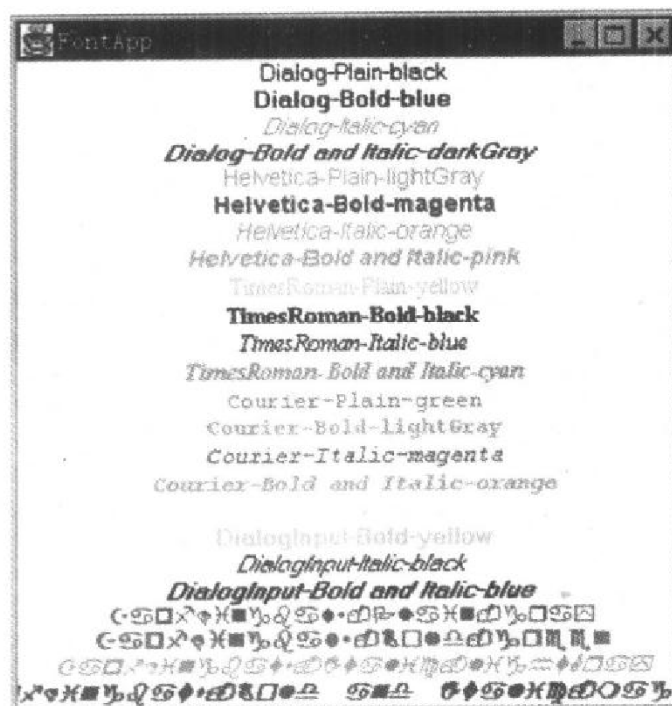 FontApp
Dialog-Plain-black
Dialog-Bold-blue
Dialog-Italic-cyan
Dialog-Bold and Italic-darkGray
Helvetica-Plain-lightGray
Helvetica-Bold-magenta
Helvetica-Italic-orange
Helvetica-Bold and Italic-pink
TimesRoman-Plain-yellow
TimesRoman-Bold-black
TimesRoman-Italic-blue
TimesRoman-Bold and Italic-cyan
Courier-Plain-green
Courier-Bold-lightGray
Courier-Italic-magenta
Courier-Bold and Italic-orange
DialogInput-Bold-yellow
DialogInput-Italic-black
DialogInput-Bold and Italic-blue